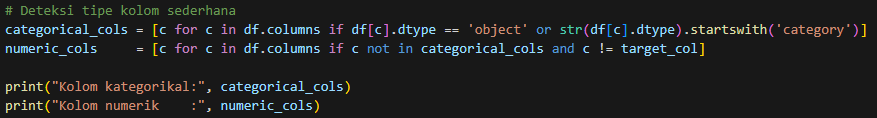 # Deteksi tipe kolom sederhana
categorical_cols = [c for c in df.columns if df[c].dtype == 'object' or str(df[c].dtype).startswith('category')]
numeric_cols     = [c for c in df.columns if c not in categorical_cols and c != target_col]

print("Kolom kategorikal:", categorical_cols)
print("Kolom numerik    :", numeric_cols)